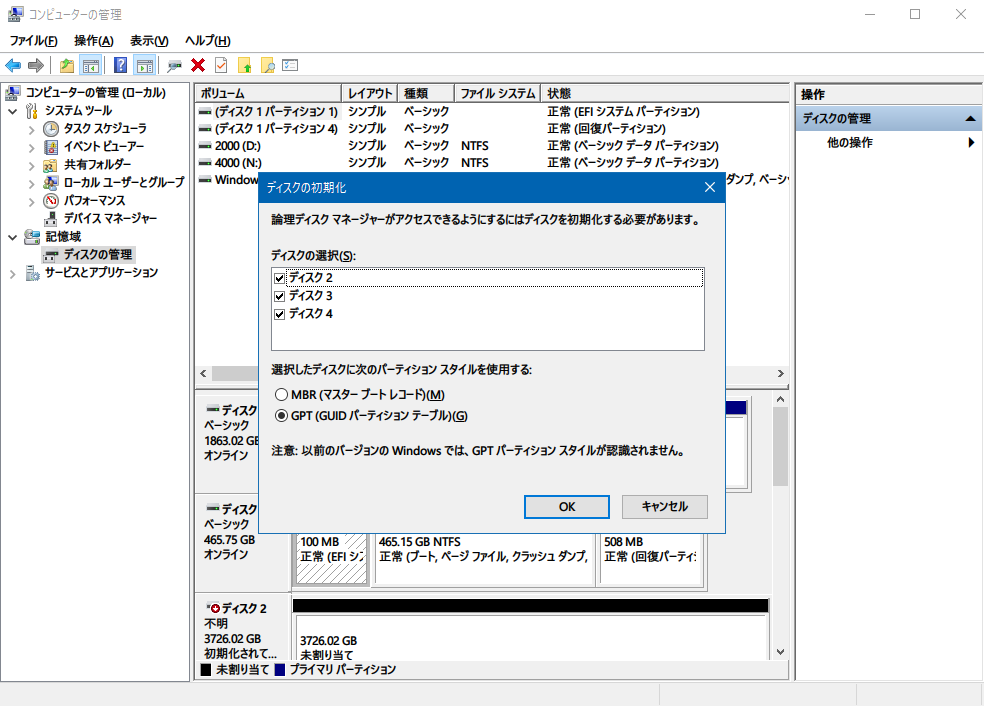 コンピューターの管理
ファイル(F) 操作(A) 表示(V) ヘルプ(H)
コンピューターの管理 (ローカル)
システム ツール
タスク スケジューラ
イベント ビューアー
共有フォルダー
ローカル ユーザーとグループ
パフォーマンス
デバイス マネージャー
記憶域
ディスクの管理
サービスとアプリケーション
ボリューム レイアウト 種類 ファイル システム 状態
(ディスク 1 パーティション 1) シンプル ベーシック 正常 (EFI システム パーティション)
(ディスク 1 パーティション 4) シンプル ベーシック 正常 (回復パーティション)
2000 (D:) シンプル ベーシック NTFS 正常 (ベーシック データ パーティション)
4000 (N:) シンプル ベーシック NTFS 正常 (ベーシック データ パーティション)
Window ダンプ, ベーシ
ディスクの初期化
論理ディスク マネージャーがアクセスできるようにするにはディスクを初期化する必要があります。
ディスクの選択(S):
ディスク 2
ディスク 3
ディスク 4
選択したディスクに次のパーティション スタイルを使用する:
MBR (マスター ブート レコード)(M)
GPT (GUID パーティション テーブル)(G)
注意: 以前のバージョンの Windows では、GPT パーティション スタイルが認識されません。
OK キャンセル
ディスク
ベーシック
1863.02 GB
オンライン
ディスク
ベーシック
465.75 GB
オンライン
100 MB
正常 (EFI シ
465.15 GB NTFS
正常 (ブート, ページ ファイル, クラッシュ ダンプ,
508 MB
正常 (回復パーティ
ディスク 2
不明
3726.02 GB
初期化されて...
3726.02 GB
未割り当て
未割り当て プライマリ パーティション
操作
ディスクの管理
他の操作